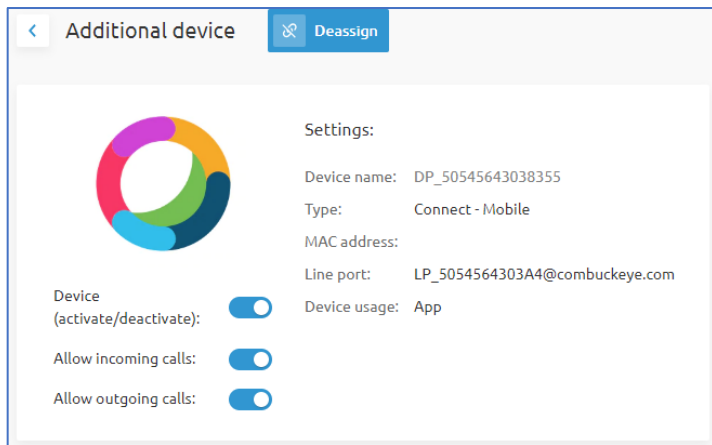 Additional device
Deassign
Settings:
Device name: DP_50545643038355
Type: Connect - Mobile
MAC address:
Line port: LP_5054564303A4@combuckeye.com
Device usage: App
Device
(activate/deactivate):
Allow incoming calls:
Allow outgoing calls: